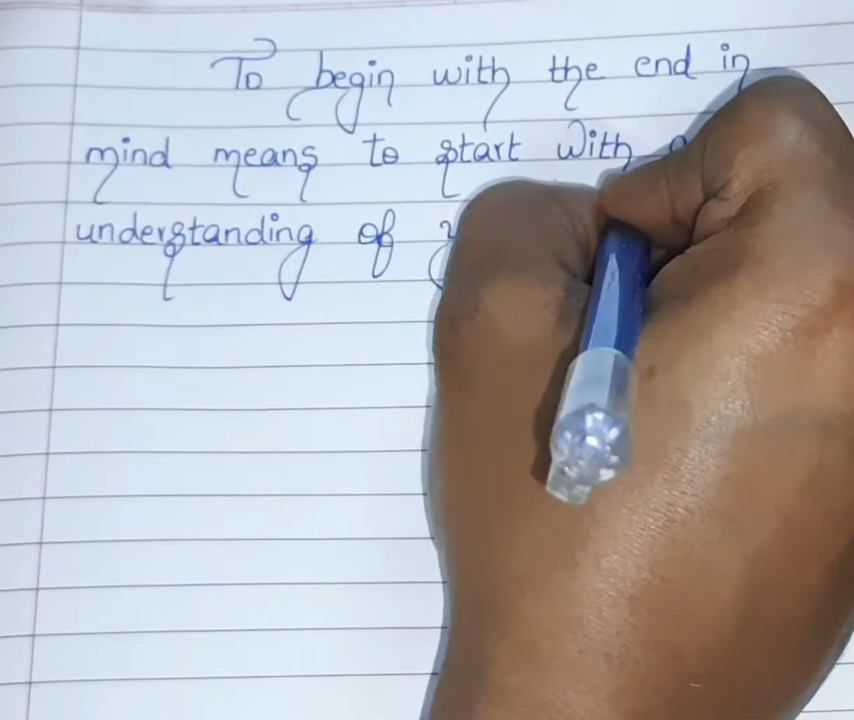 To begin with the end in
mind means to start with
understanding of